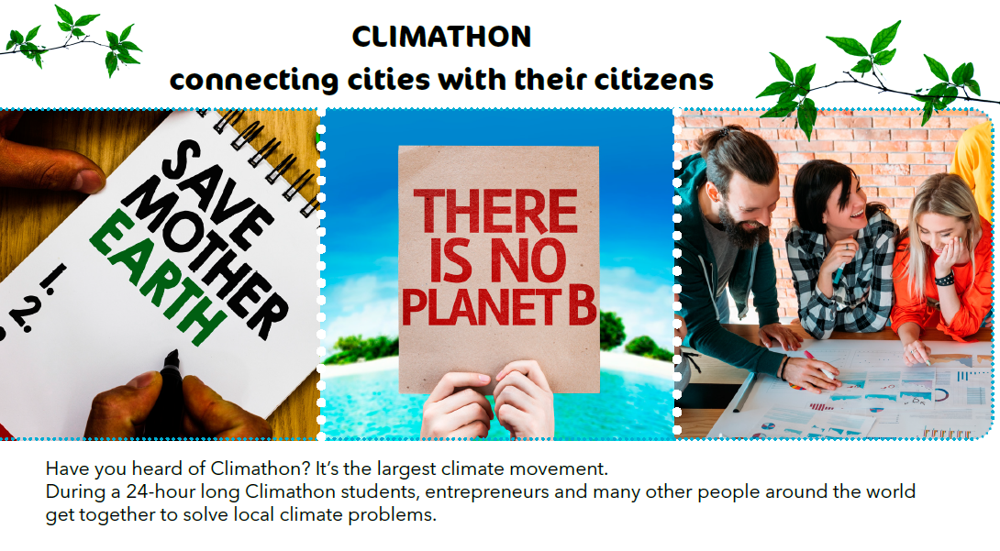 CLIMATHON
connecting cities with their citizens
SAVE
MOTHER
EARTH
1.
2.
THERE
IS NO
PLANET B
Have you heard of Climathon? It’s the largest climate movement.
During a 24-hour long Climathon students, entrepreneurs and many other people around the world
get together to solve local climate problems.